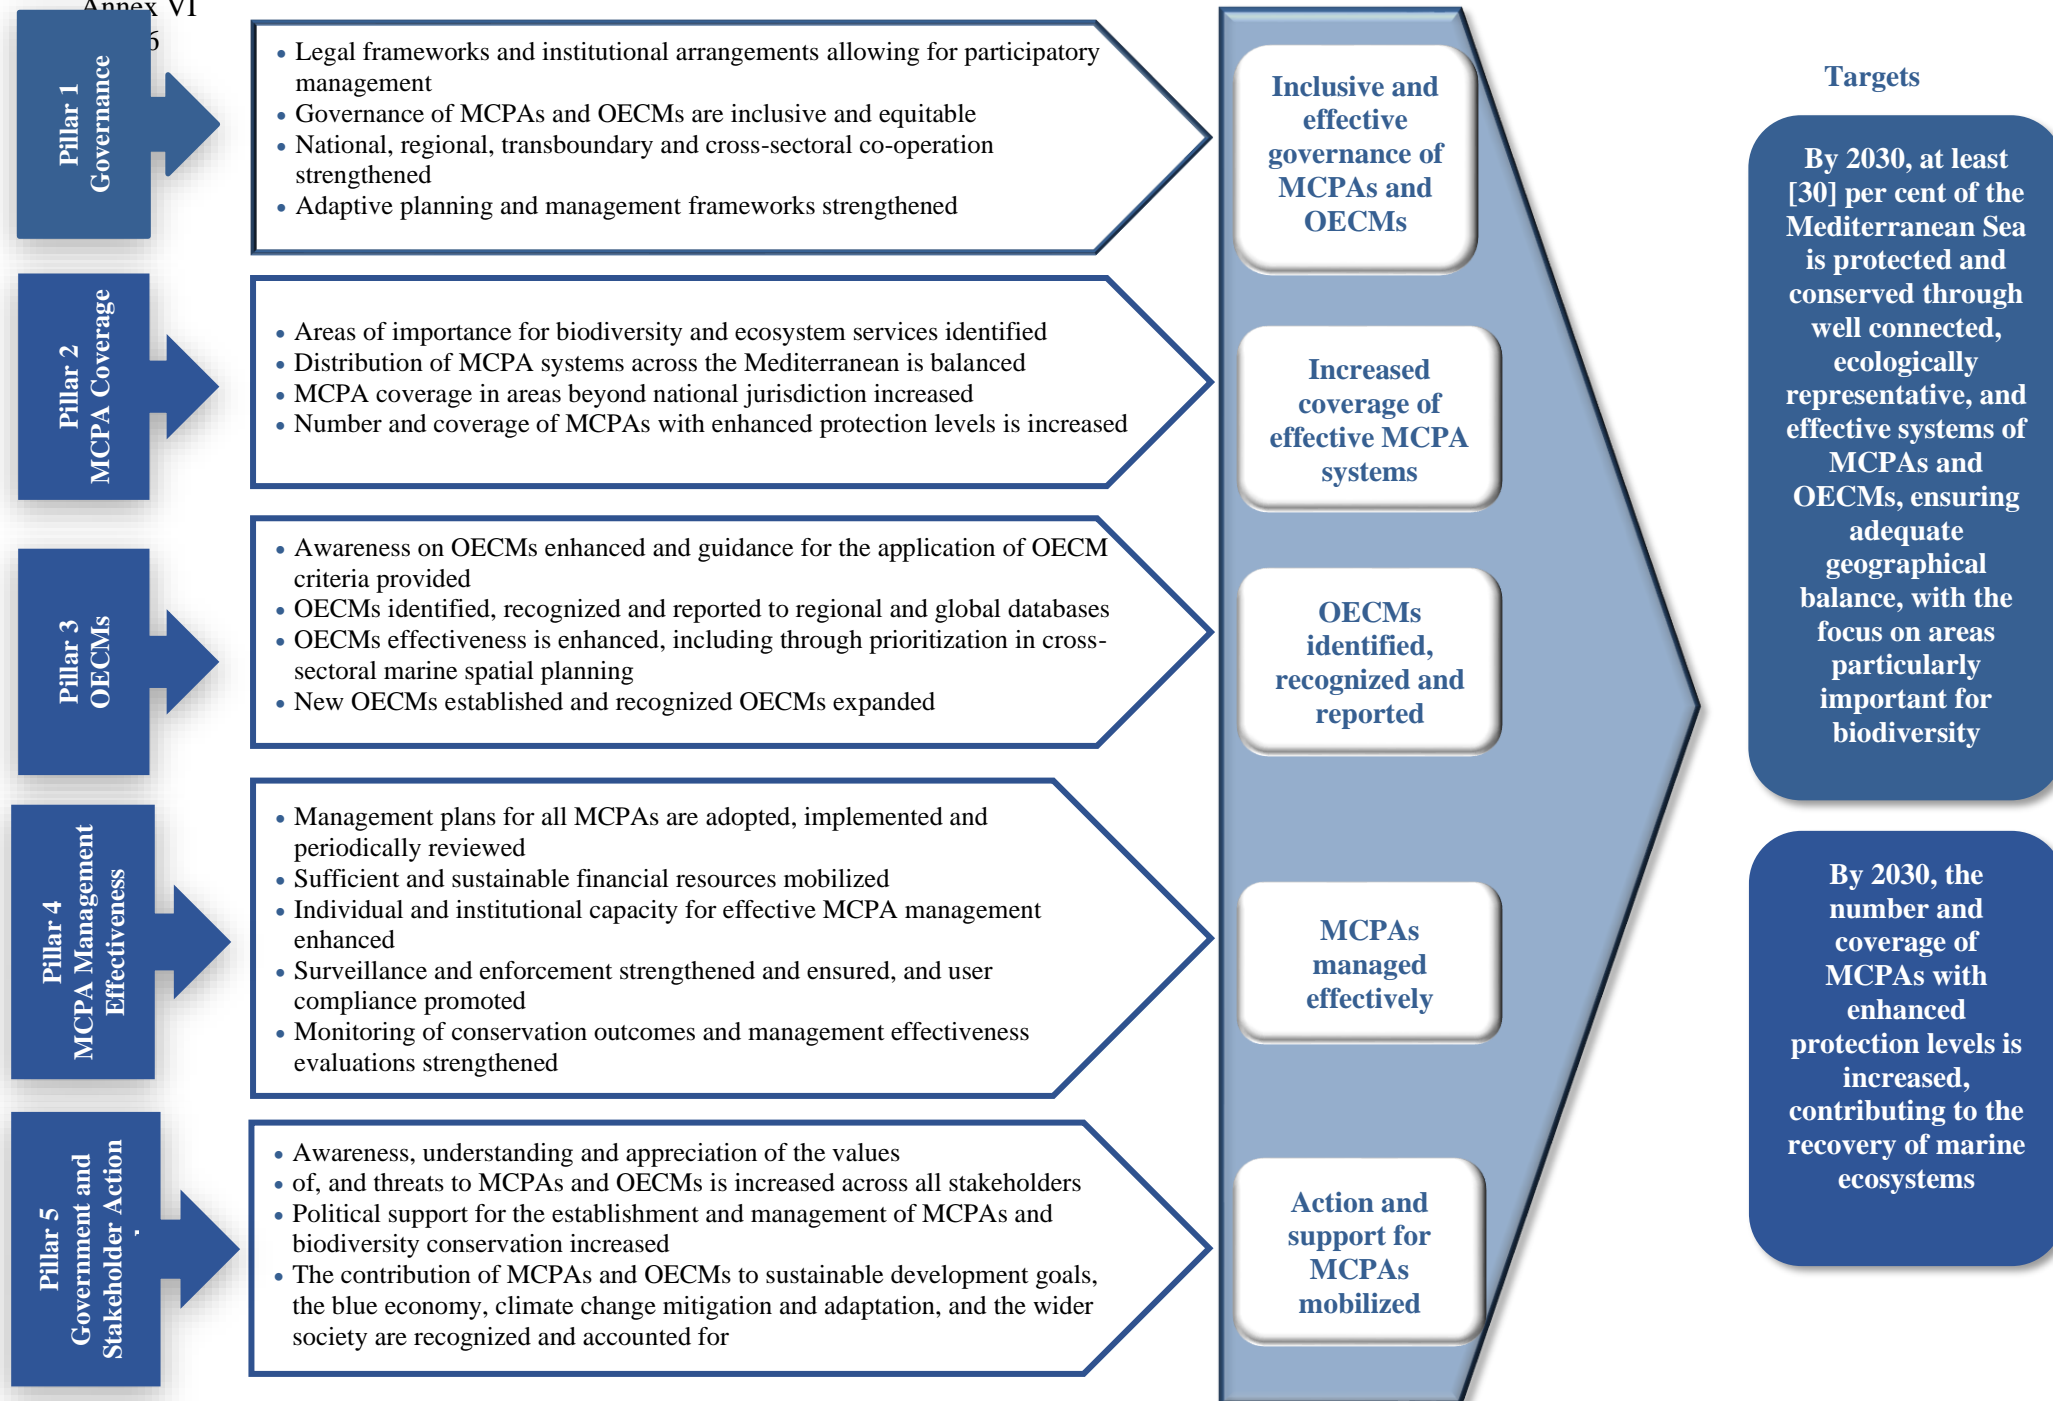 Annex VI
6
Pillar 1
Governance
• Legal frameworks and institutional arrangements allowing for participatory
management
• Governance of MCPAs and OECMs are inclusive and equitable
• National, regional, transboundary and cross-sectoral co-operation
strengthened
• Adaptive planning and management frameworks strengthened
Inclusive and
effective
governance of
MCPAs and
OECMs
Pillar 2
MCPA Coverage
• Areas of importance for biodiversity and ecosystem services identified
• Distribution of MCPA systems across the Mediterranean is balanced
• MCPA coverage in areas beyond national jurisdiction increased
• Number and coverage of MCPAs with enhanced protection levels is increased
Increased
coverage of
effective MCPA
systems
Pillar 3
OECMs
• Awareness on OECMs enhanced and guidance for the application of OECM
criteria provided
• OECMs identified, recognized and reported to regional and global databases
• OECMs effectiveness is enhanced, including through prioritization in cross-
sectoral marine spatial planning
• New OECMs established and recognized OECMs expanded
OECMs
identified,
recognized and
reported
Pillar 4
MCPA Management
Effectiveness
• Management plans for all MCPAs are adopted, implemented and
periodically reviewed
• Sufficient and sustainable financial resources mobilized
• Individual and institutional capacity for effective MCPA management
enhanced
• Surveillance and enforcement strengthened and ensured, and user
compliance promoted
• Monitoring of conservation outcomes and management effectiveness
evaluations strengthened
MCPAs
managed
effectively
Pillar 5
Government and
Stakeholder Action
• Awareness, understanding and appreciation of the values
• of, and threats to MCPAs and OECMs is increased across all stakeholders
• Political support for the establishment and management of MCPAs and
biodiversity conservation increased
• The contribution of MCPAs and OECMs to sustainable development goals,
the blue economy, climate change mitigation and adaptation, and the wider
society are recognized and accounted for
Action and
support for
MCPAs
mobilized
Targets
By 2030, at least
[30] per cent of the
Mediterranean Sea
is protected and
conserved through
well connected,
ecologically
representative, and
effective systems of
MCPAs and
OECMs, ensuring
adequate
geographical
balance, with the
focus on areas
particularly
important for
biodiversity
By 2030, the
number and
coverage of
MCPAs with
enhanced
protection levels is
increased,
contributing to the
recovery of marine
ecosystems